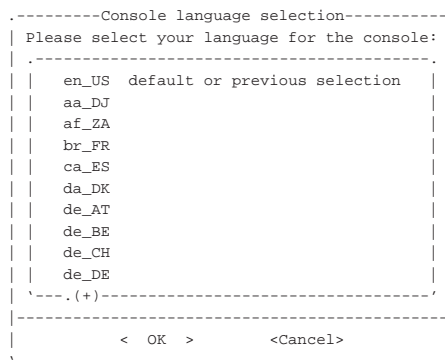 .---------Console language selection-----------.
| Please select your language for the console:
| .------------------------------------------.
| |   en_US  default or previous selection   |
| |   aa_DJ                                  |
| |   af_ZA                                  |
| |   br_FR                                  |
| |   ca_ES                                  |
| |   da_DK                                  |
| |   de_AT                                  |
| |   de_BE                                  |
| |   de_CH                                  |
| |   de_DE                                  |
| '---.(+)-----------------------------------'
|----------------------------------------------
|          <  OK  >        <Cancel>